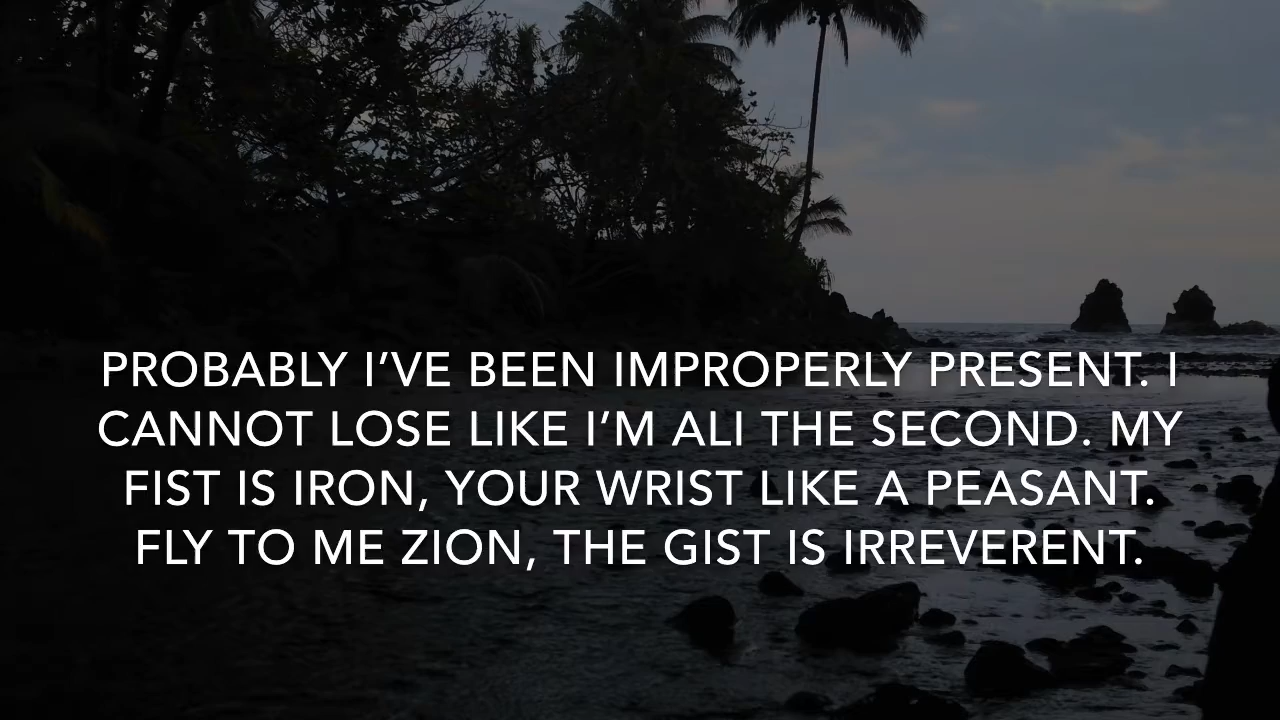 PROBABLY I’VE BEEN IMPROPERLY PRESENT. I
CANNOT LOSE LIKE I’M ALI THE SECOND. MY
FIST IS IRON, YOUR WRIST LIKE A PEASANT.
FLY TO ME ZION, THE GIST IS IRREVERENT.